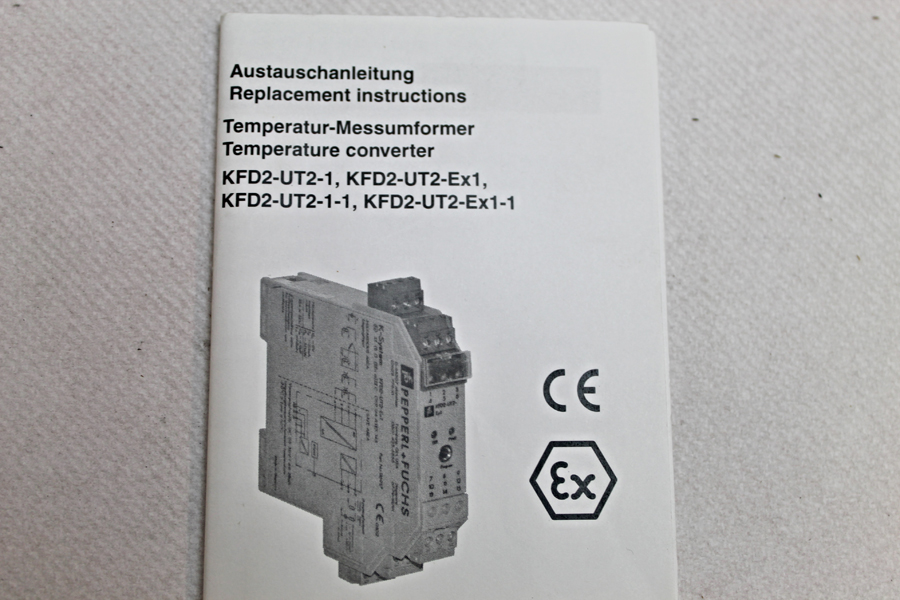 Austauschanleitung
Replacement instructions
Temperatur-Messumformer
Temperature converter
KFD2-UT2-1, KFD2-UT2-Ex1,
KFD2-UT2-1-1, KFD2-UT2-Ex1-1
PEPPERL+FUCHS
CE
CE
Ex